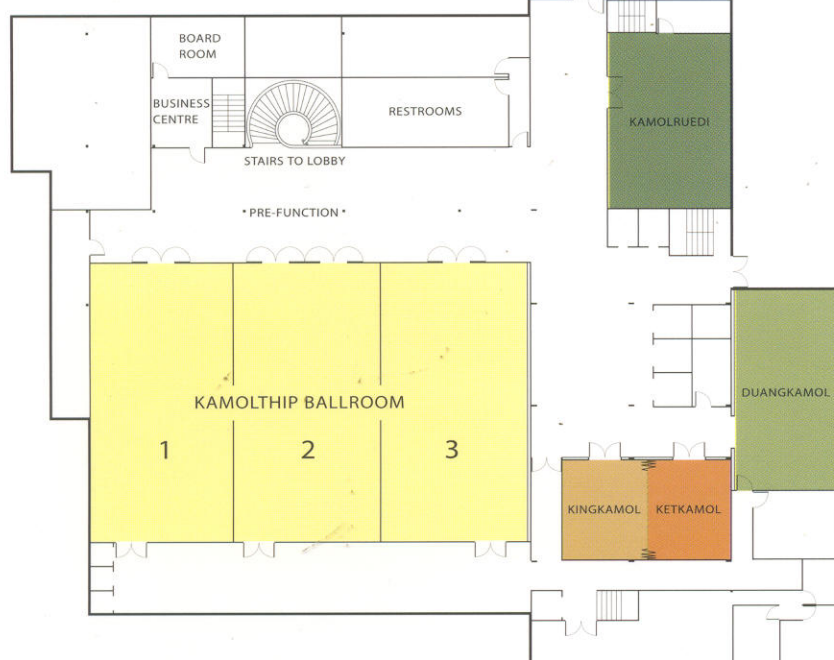 BOARD
ROOM
BUSINESS
CENTRE
RESTROOMS
KAMOLRUEDI
STAIRS TO LOBBY
PRE-FUNCTION
DUANGKAMOL
KAMOLTHIP BALLROOM
1
2
3
KINGKAMOL
KETKAMOL